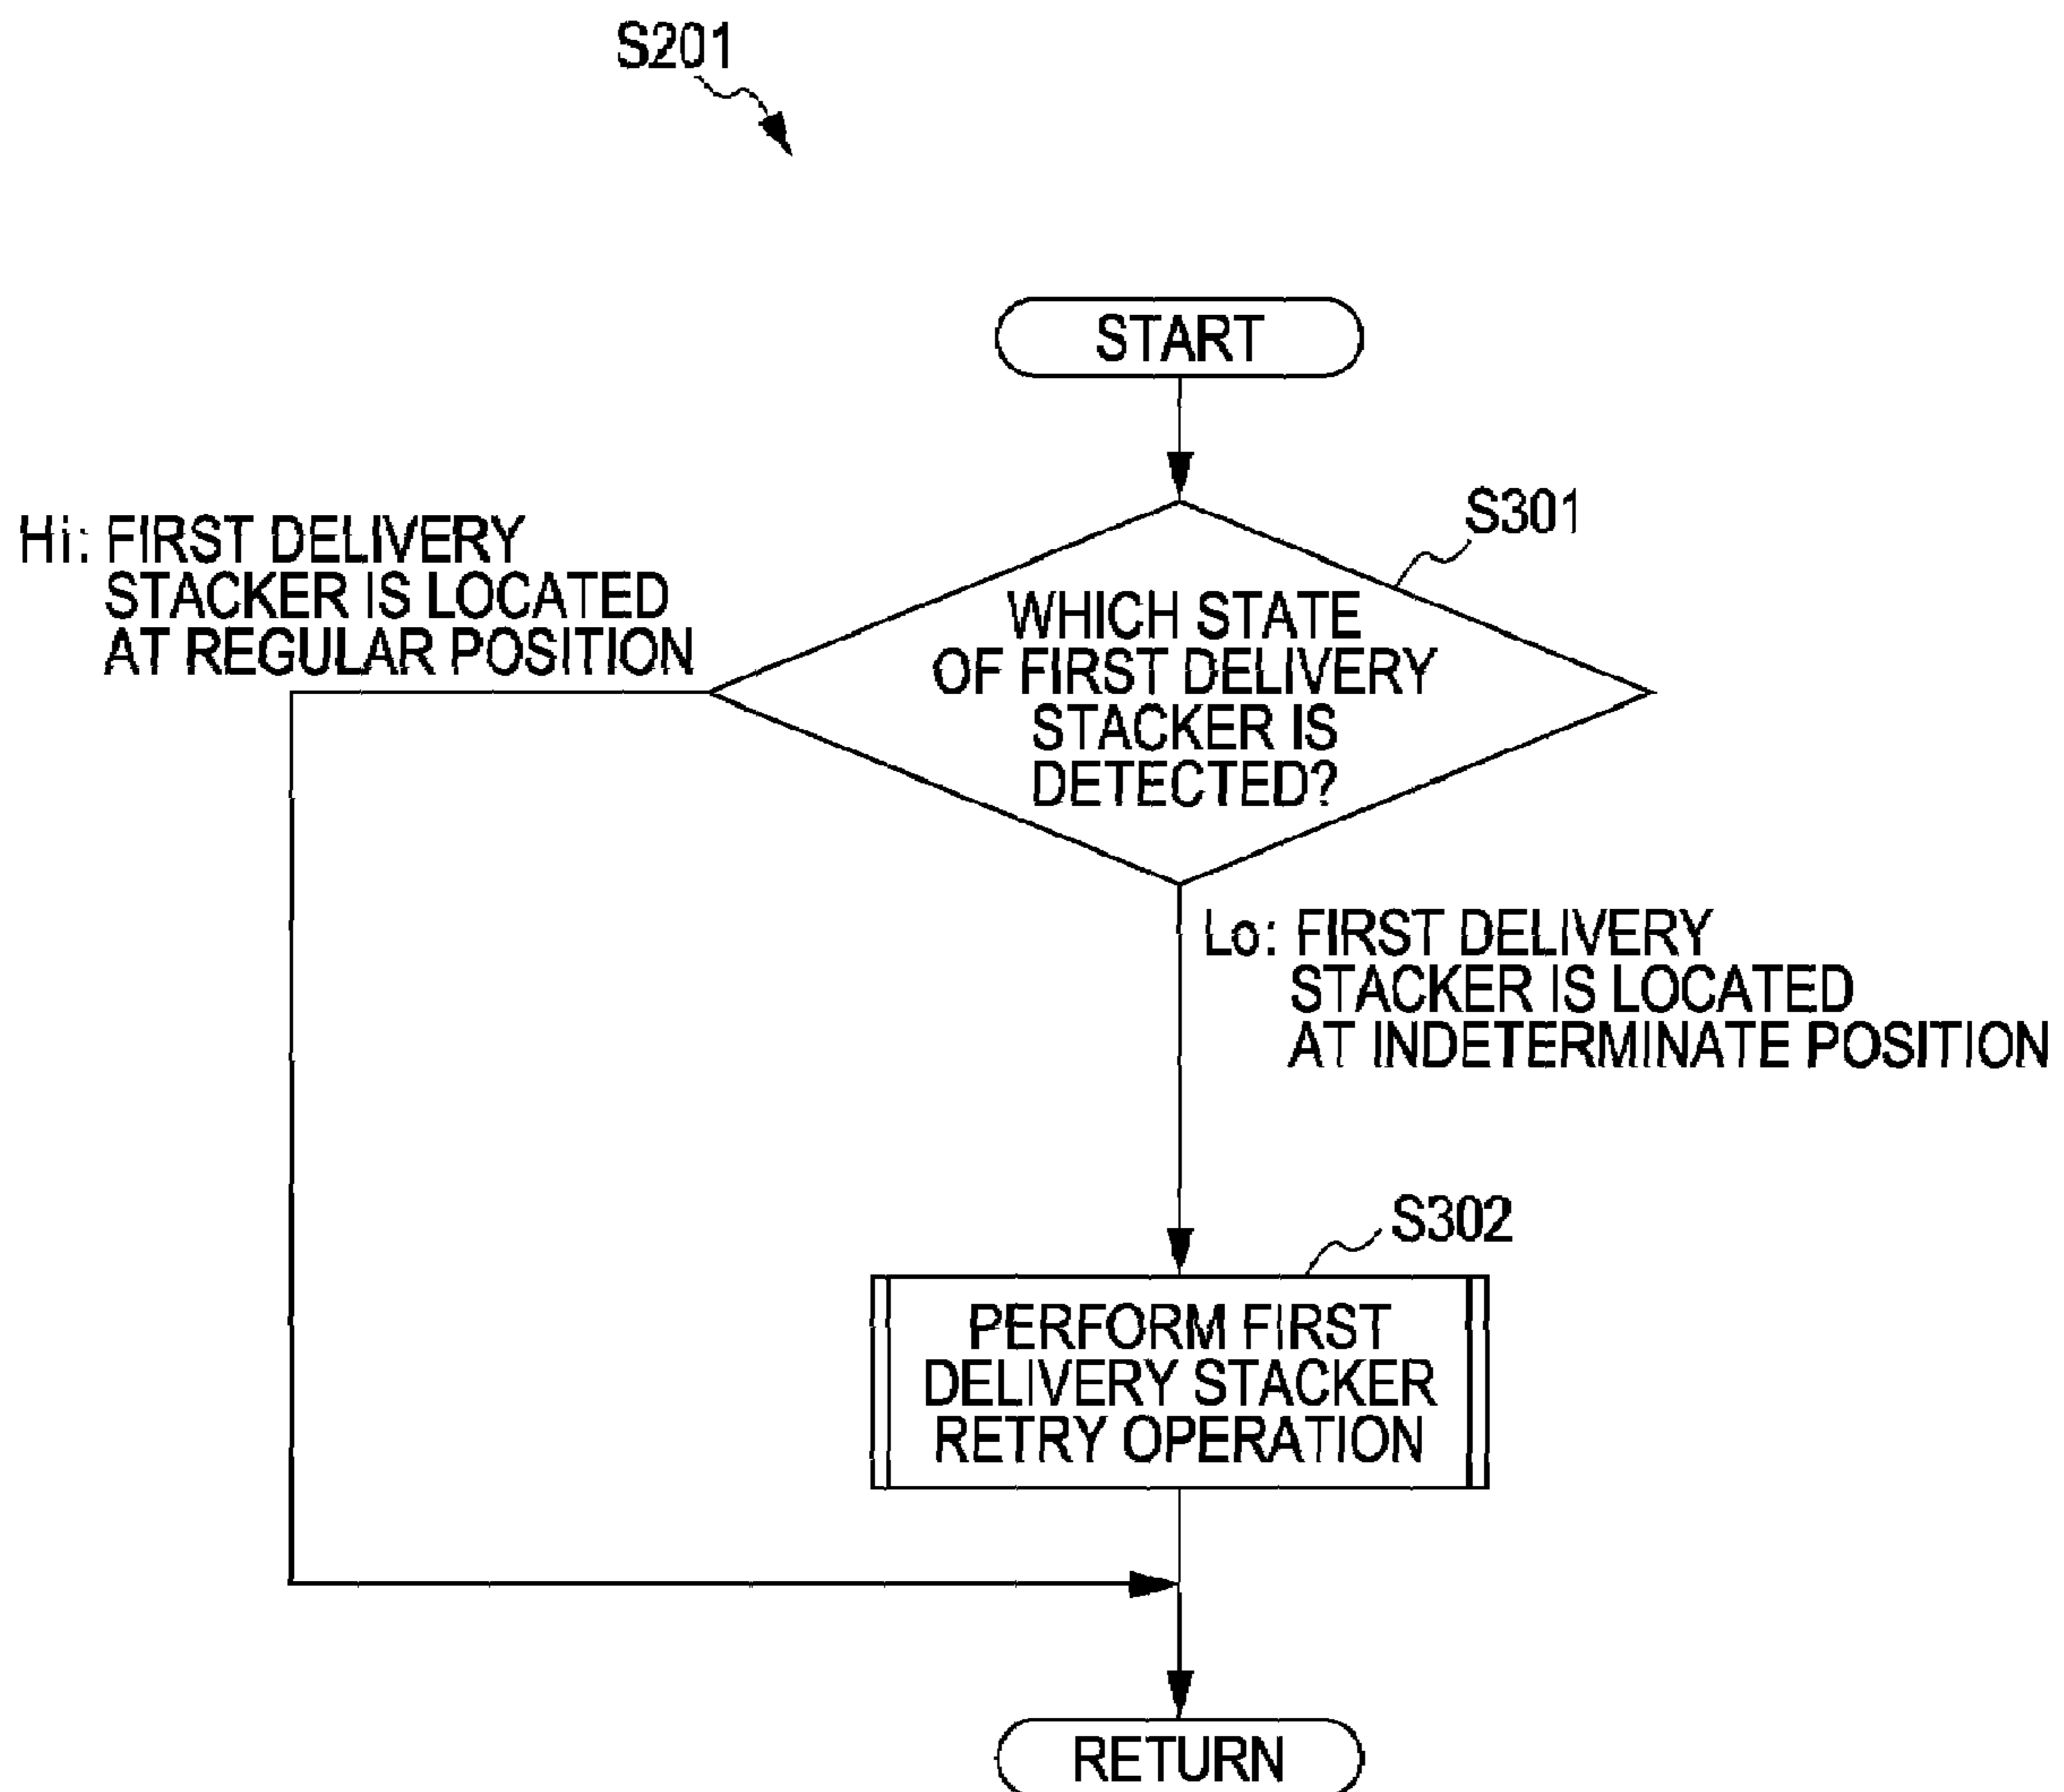 S201
START
S301
Hi: FIRST DELIVERY
STACKER IS LOCATED
AT REGULAR POSITION
WHICH STATE
OF FIRST DELIVERY
STACKER IS
DETECTED?
Lo: FIRST DELIVERY
STACKER IS LOCATED
AT INDETERMINATE POSITION
S302
PERFORM FIRST
DELIVERY STACKER
RETRY OPERATION
RETURN